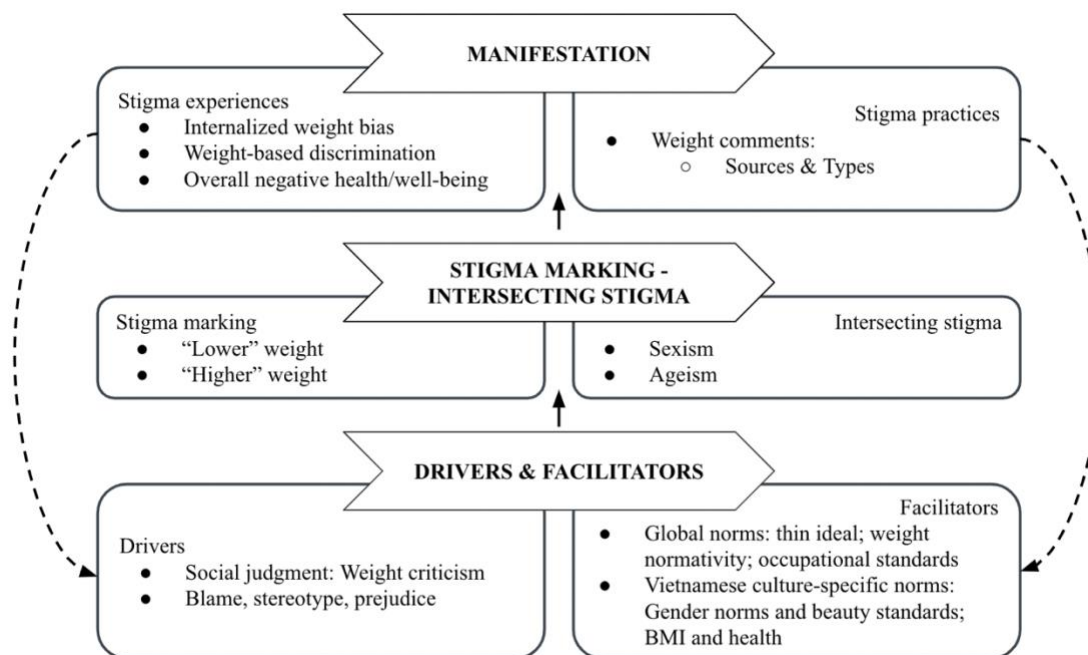 MANIFESTATION
Stigma experiences
● Internalized weight bias
● Weight-based discrimination
● Overall negative health/well-being
Stigma practices
● Weight comments:
○ Sources & Types
STIGMA MARKING -
INTERSECTING STIGMA
Stigma marking
● “Lower” weight
● “Higher” weight
Intersecting stigma
● Sexism
● Ageism
DRIVERS & FACILITATORS
Drivers
● Social judgment: Weight criticism
● Blame, stereotype, prejudice
Facilitators
● Global norms: thin ideal; weight
normativity; occupational standards
● Vietnamese culture-specific norms:
Gender norms and beauty standards;
BMI and health